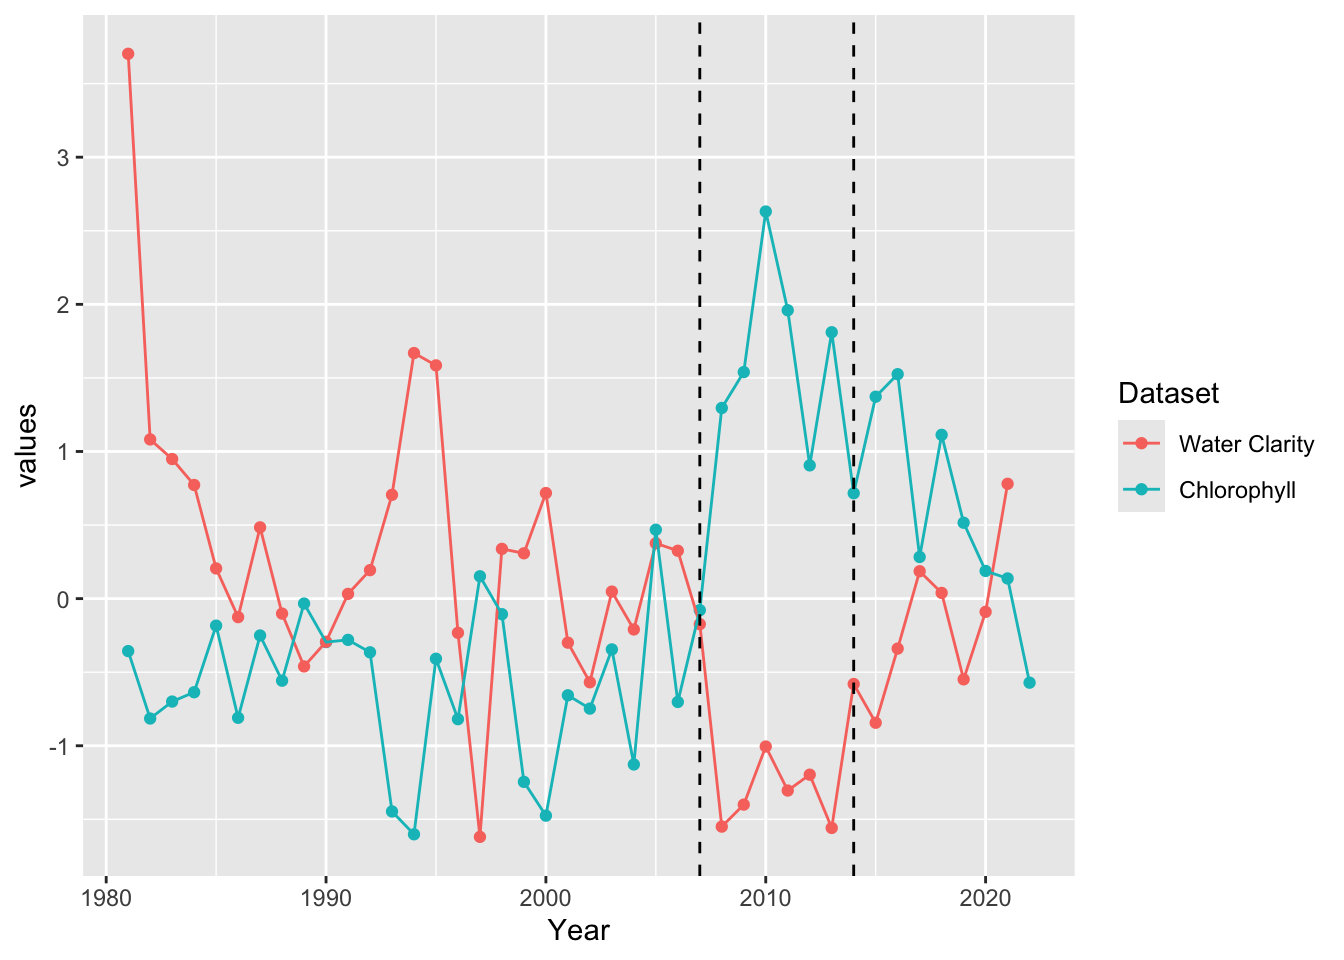 3
2
1
0
-1
values
1980
1990
2000
2010
2020
Year
Dataset
Water Clarity
Chlorophyll